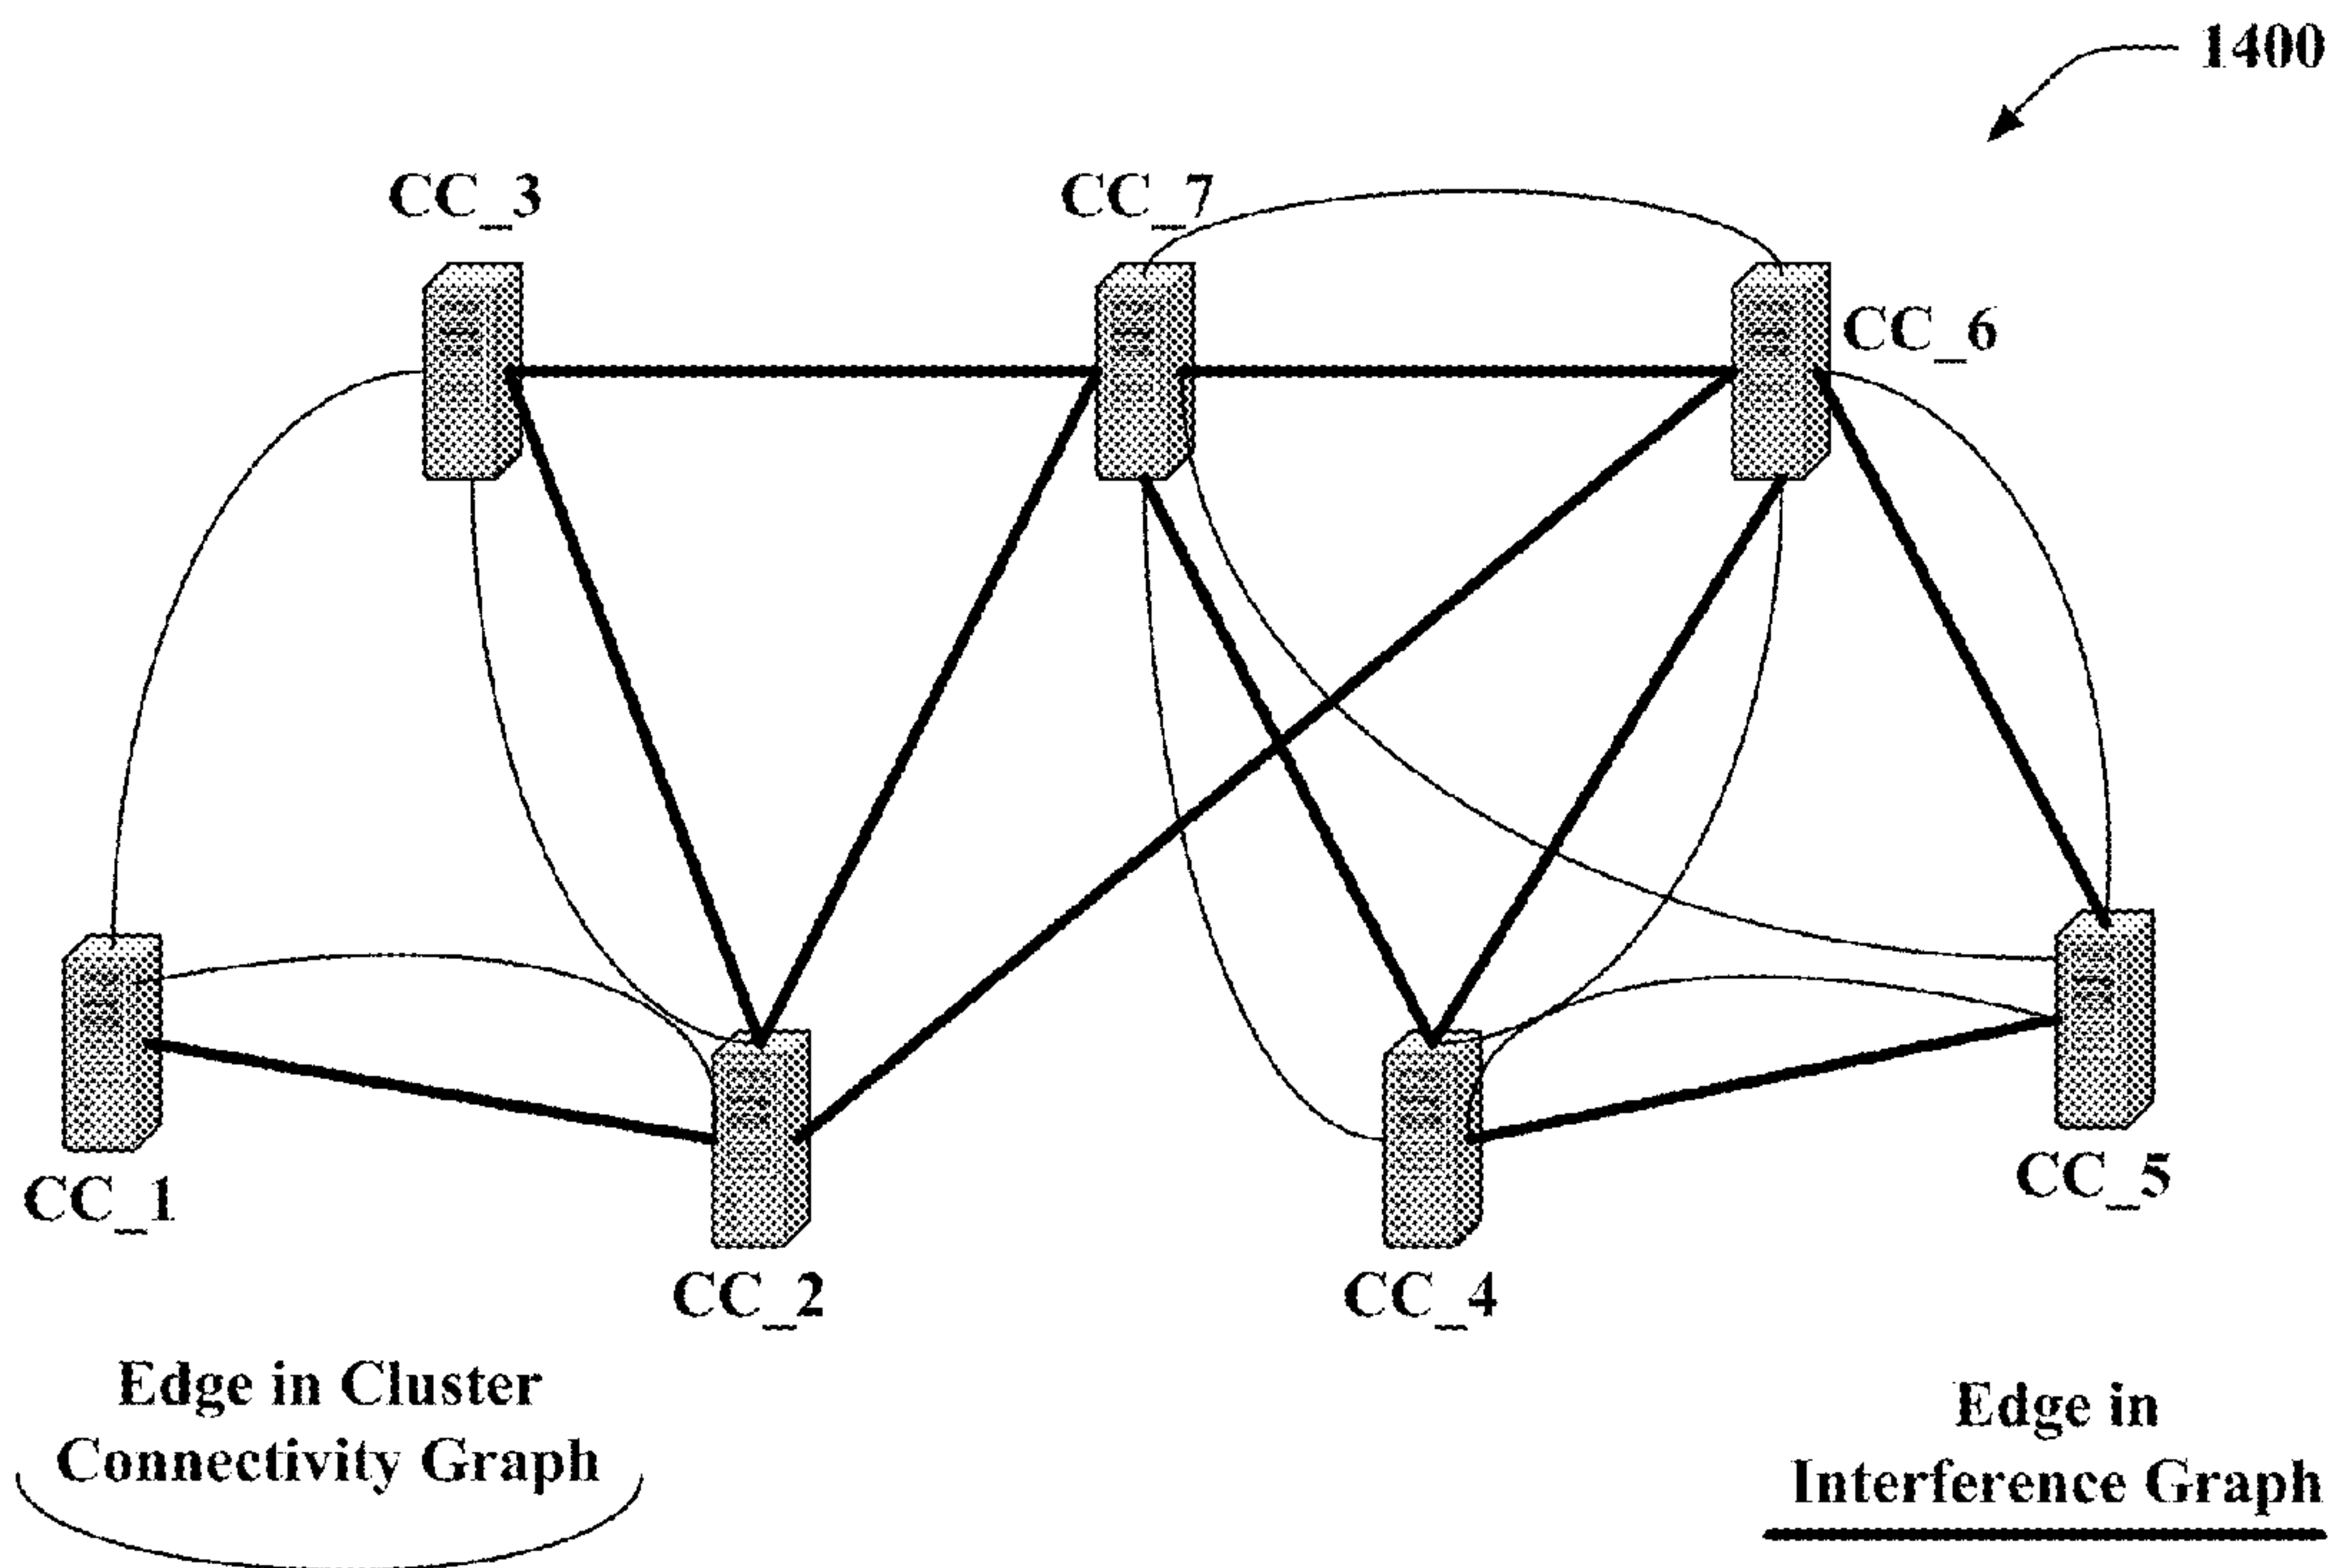 1400
CC_3
CC_7
CC_6
CC_1
CC_5
CC_2
CC_4
Edge in Cluster
Connectivity Graph
Edge in
Interference Graph